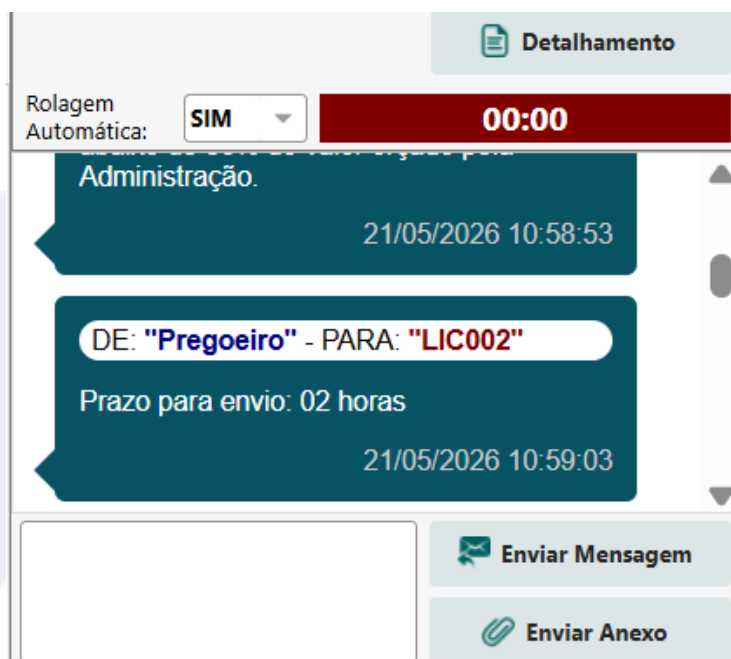 Detalhamento
Rolagem
Automática:
SIM
00:00
Administração.
21/05/2026 10:58:53
DE: "Pregoeiro" - PARA: "LIC002"
Prazo para envio: 02 horas
21/05/2026 10:59:03
Enviar Mensagem
Enviar Anexo